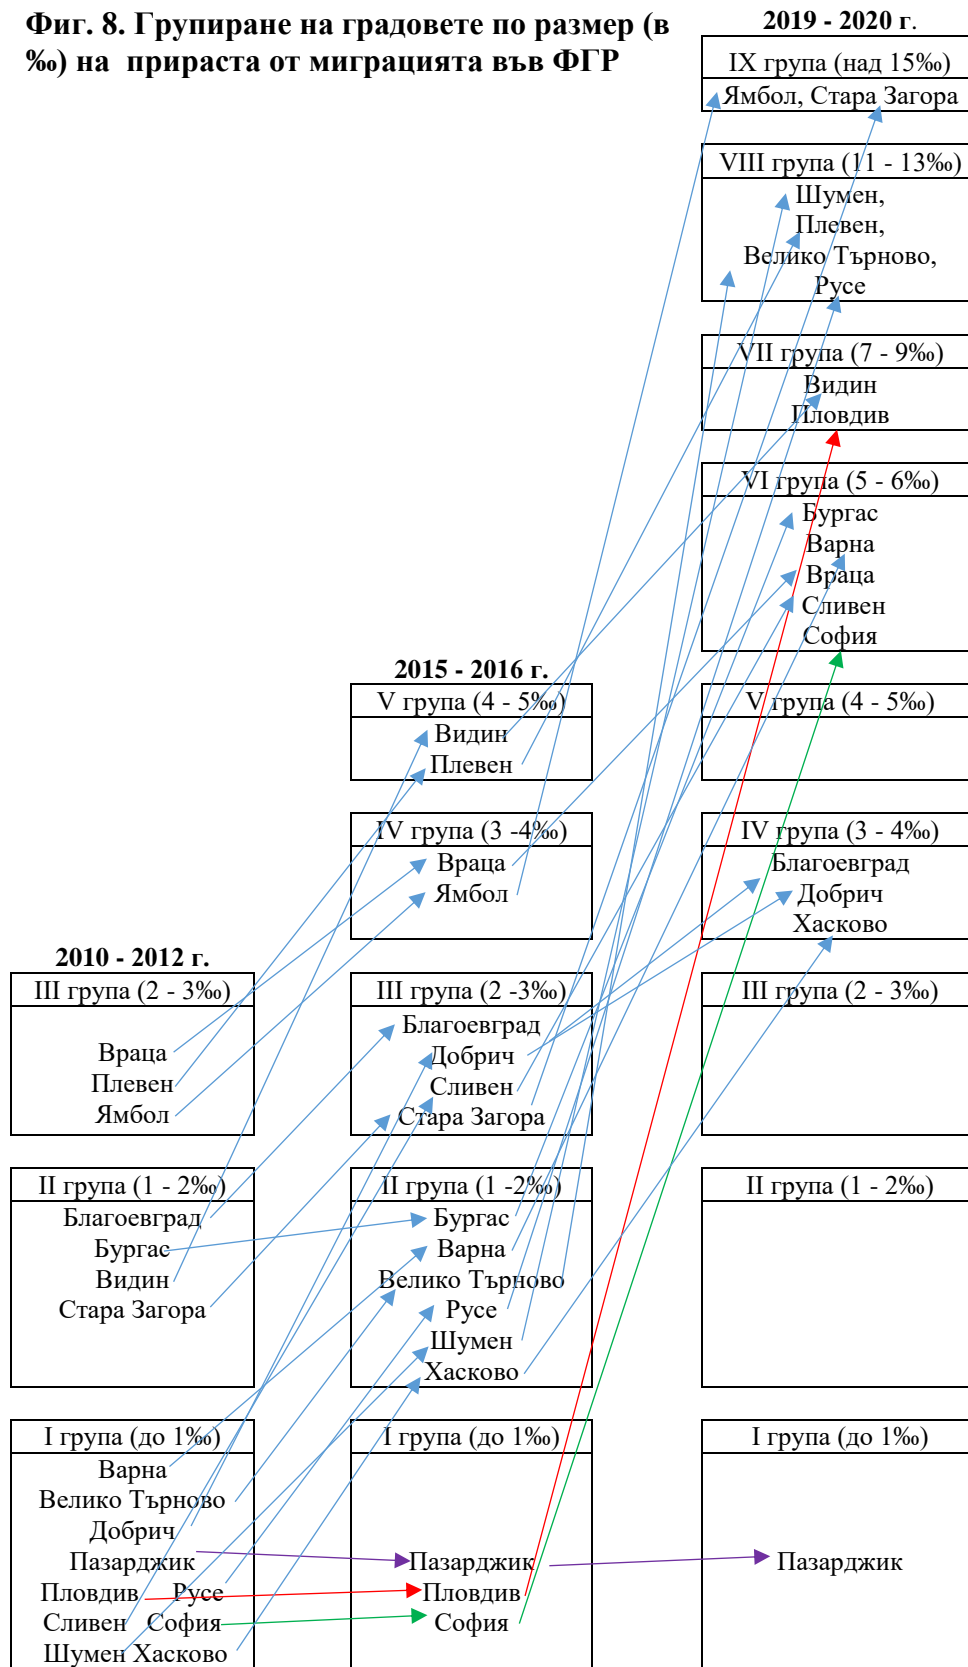 Фиг. 8. Групиране на градовете по размер (в
‰) на прираста от миграцията във ФГР
2019 - 2020 г.
IX група (над 15‰)
Ямбол, Стара Загора
VIII група (11 - 13‰)
Шумен,
Плевен,
Велико Търново,
Русе
VII група (7 - 9‰)
Видин
Пловдив
VI група (5 - 6‰)
Бургас
Варна
Враца
Сливен
София
V група (4 - 5‰)
IV група (3 - 4‰)
Благоевград
Добрич
Хасково
III група (2 - 3‰)
II група (1 - 2‰)
I група (до 1‰)
Пазарджик
2015 - 2016 г.
V група (4 - 5‰)
Видин
Плевен
IV група (3 -4‰)
Враца
Ямбол
III група (2 -3‰)
Благоевград
Добрич
Сливен
Стара Загора
II група (1 -2‰)
Бургас
Варна
Велико Търново
Русе
Шумен
Хасково
I група (до 1‰)
Пазарджик
Пловдив
София
2010 - 2012 г.
III група (2 - 3‰)
Враца
Плевен
Ямбол
II група (1 - 2‰)
Благоевград
Бургас
Видин
Стара Загора
I група (до 1‰)
Варна
Велико Търново
Добрич
Пазарджик
Пловдив Русе
Сливен София
Шумен Хасково